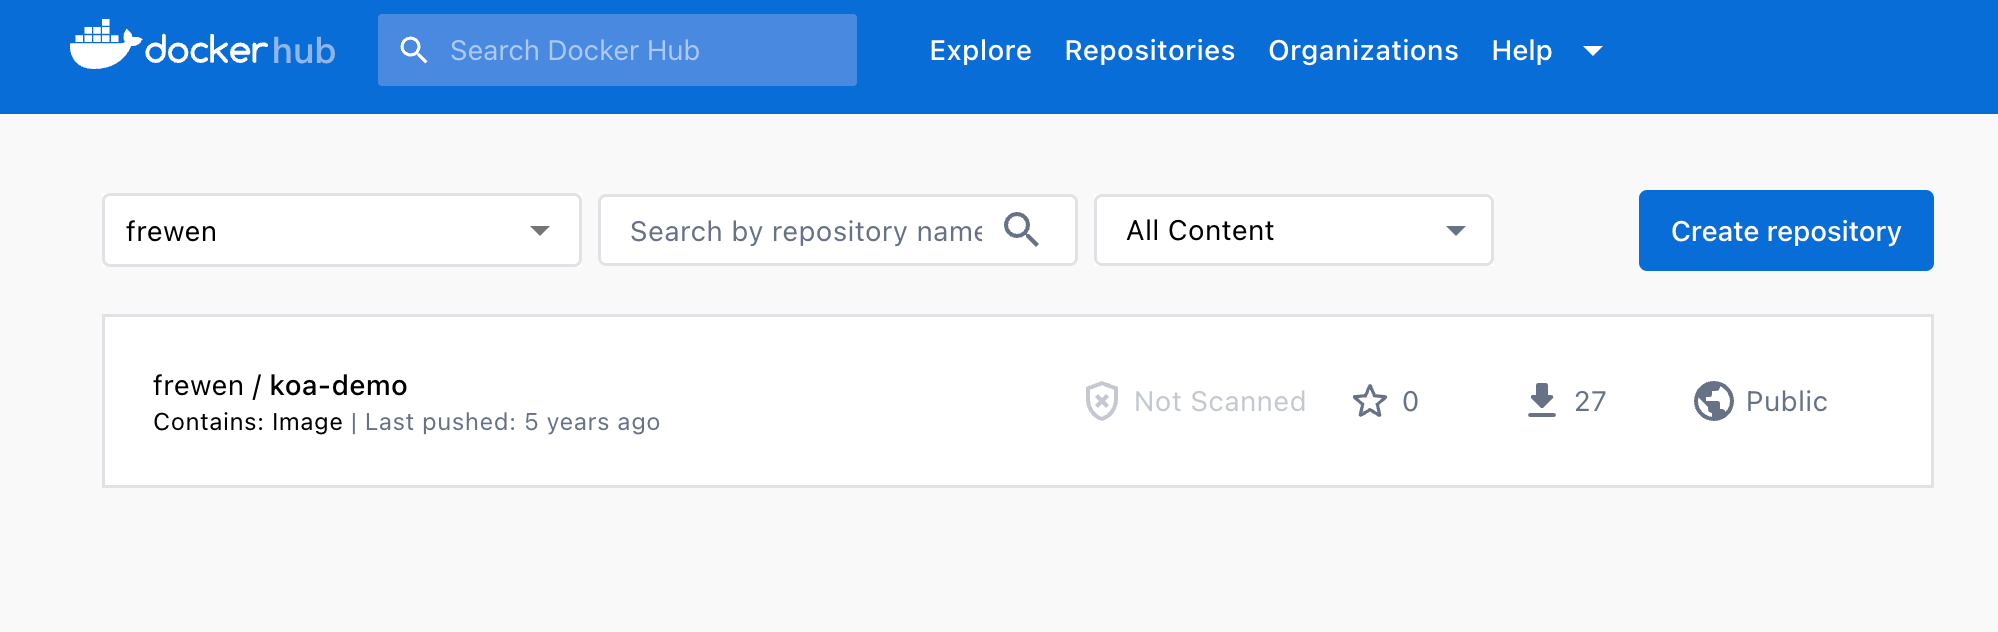 dockerhub
Search Docker Hub
Explore Repositories Organizations Help
frewen
Search by repository name
All Content
Create repository
frewen / koa-demo
Contains: Image | Last pushed: 5 years ago
Not Scanned
0
27
Public